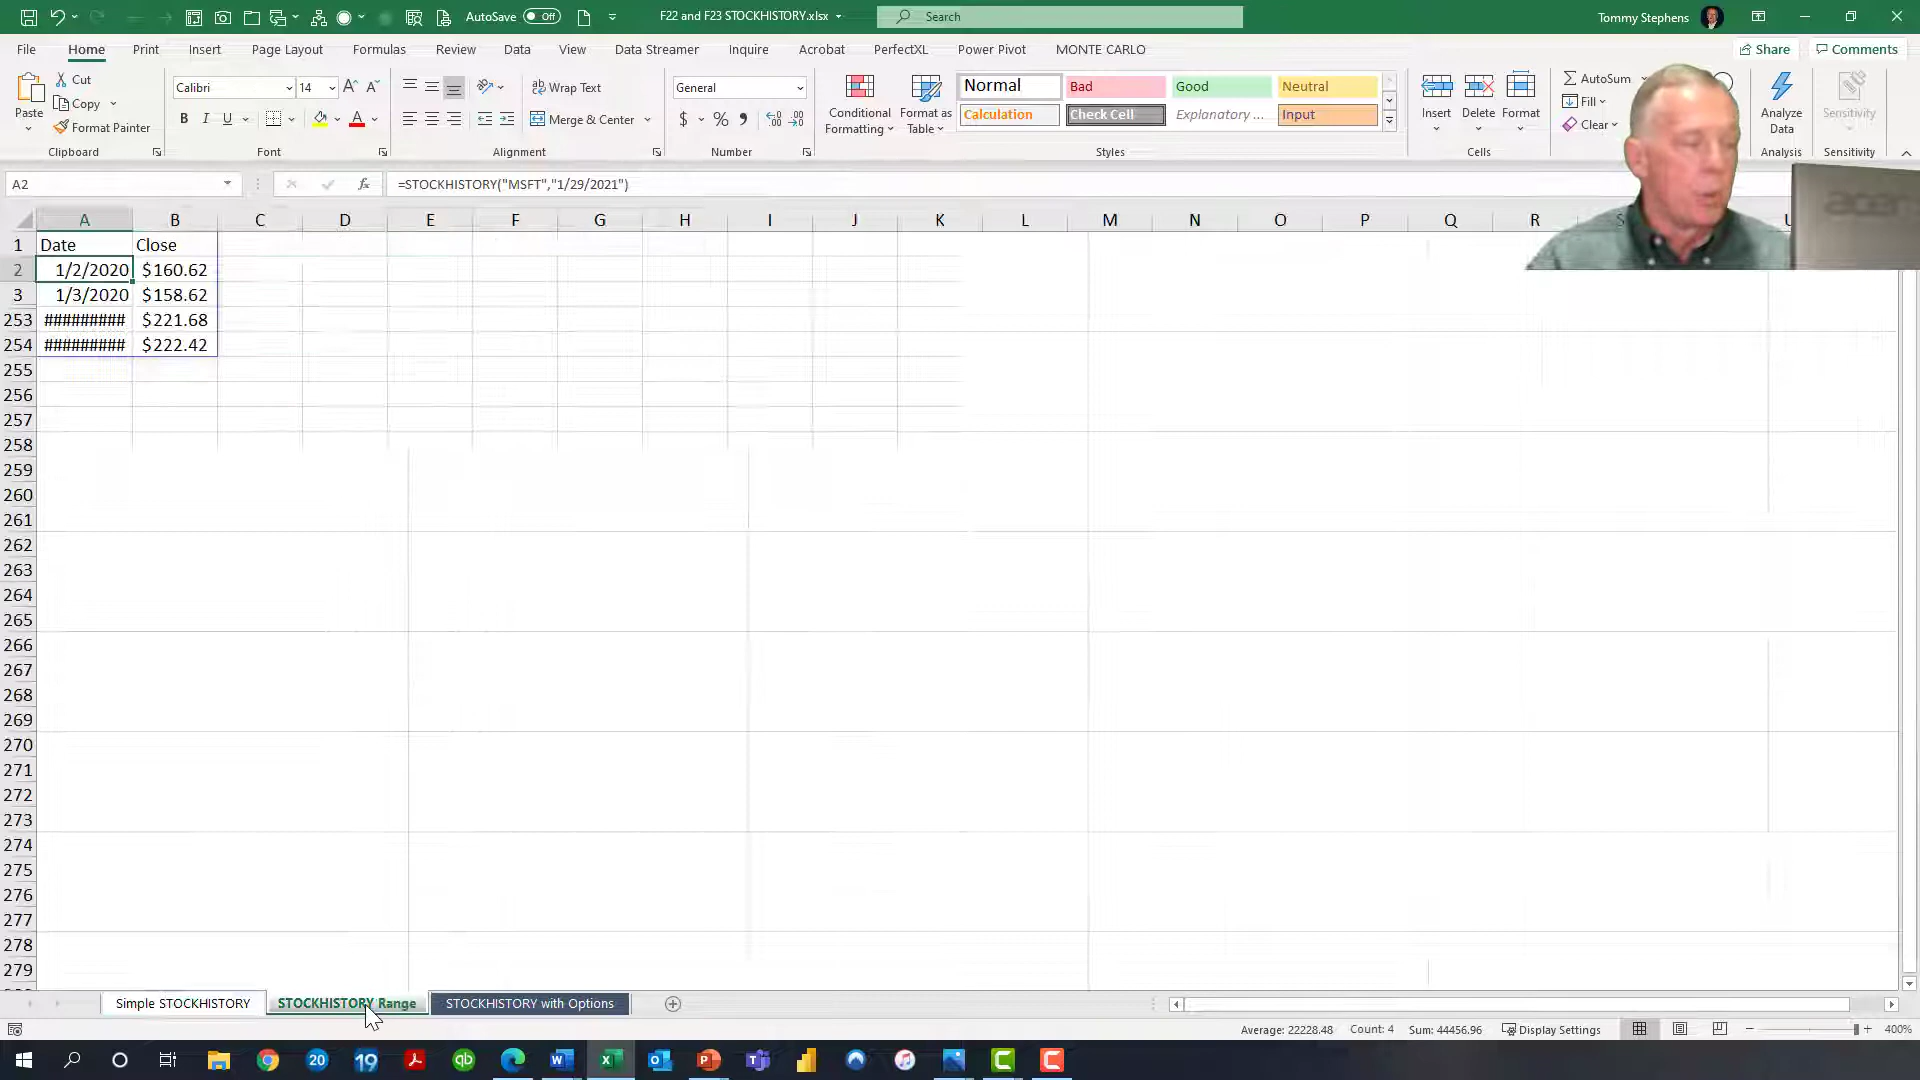 AutoSave Off F22 and F23 STOCKHISTORY.xlsx Search Tommy Stephens
File Home Print Insert Page Layout Formulas Review Data View Data Streamer Inquire Acrobat PerfectXL Power Pivot MONTE CARLO Share Comments
Paste Cut Copy Format Painter Clipboard
Calibri 14 B I U Font
Wrap Text Merge & Center Alignment
General $ % Number
Conditional Formatting Format as Table
Normal Bad Good Neutral
Calculation Check Cell Explanatory ... Input
Styles
Insert Delete Format Cells
AutoSum Fill Clear
Analyze Data Analysis
Sensitivity Sensitivity
acer
A2 fx =STOCKHISTORY("MSFT","1/29/2021")
A B C D E F G H I J K L M N O P Q R S U
1 Date Close
2 1/2/2020 $160.62
3 1/3/2020 $158.62
253 ######### $221.68
254 ######### $222.42
255
256
257
258
259
260
261
262
263
264
265
266
267
268
269
270
271
272
273
274
275
276
277
278
279
Simple STOCKHISTORY STOCKHISTORY Range STOCKHISTORY with Options
Average: 22228.48 Count: 4 Sum: 44456.96 Display Settings 400%
20 19 qb